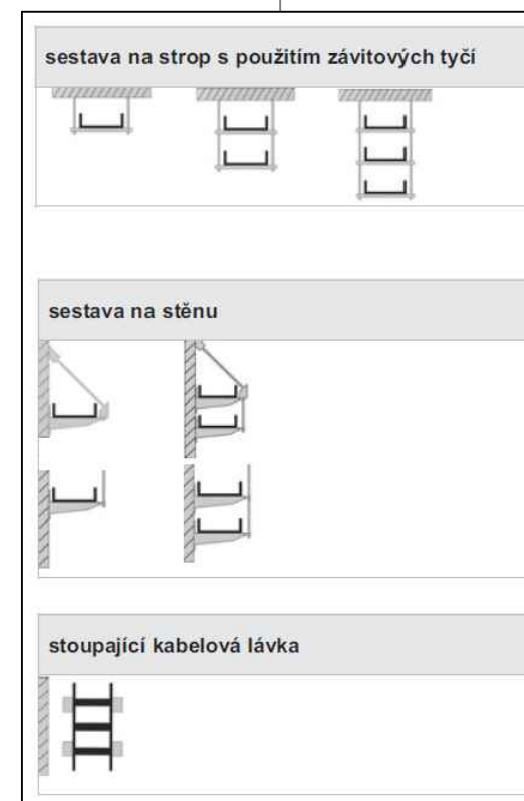 sestava na strop s použitím závitových tyčí
sestava na stěnu
stoupající kabelová lávka